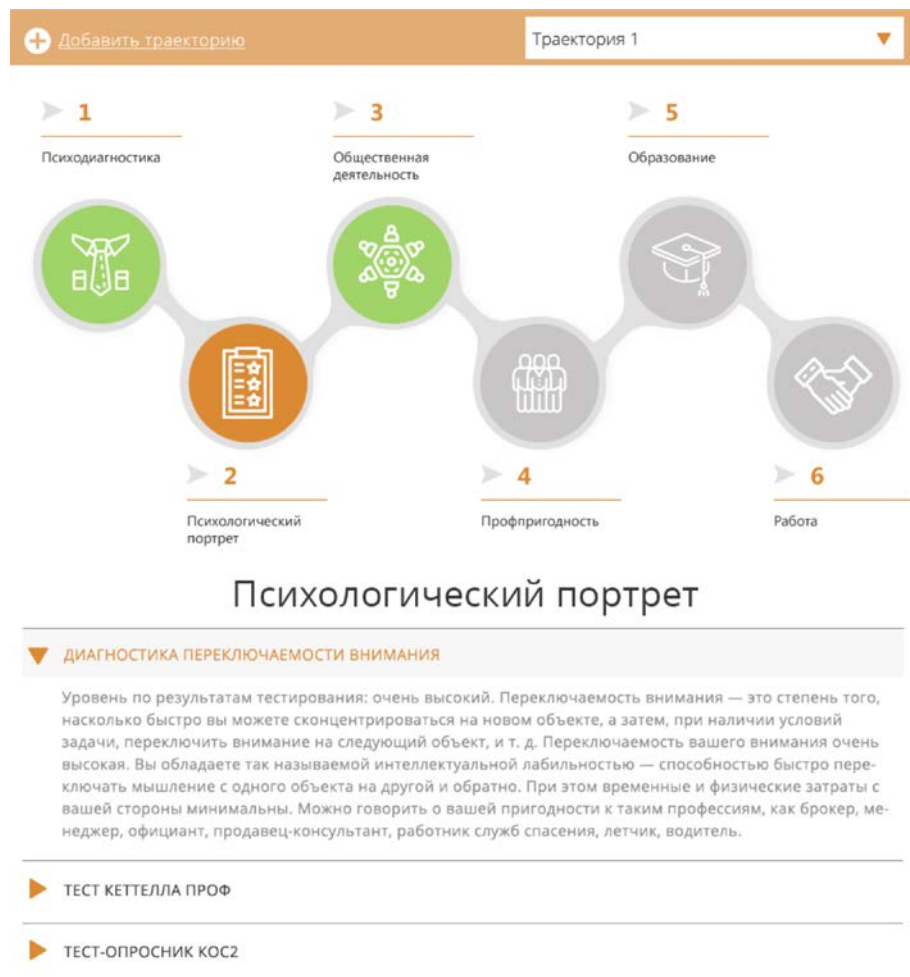 Добавить траекторию
Траектория 1
1
Психодиагностика
3
Общественная
деятельность
5
Образование
2
Психологический
портрет
4
Профпригодность
6
Работа
Психологический портрет
ДИАГНОСТИКА ПЕРЕКЛЮЧАЕМОСТИ ВНИМАНИЯ
Уровень по результатам тестирования: очень высокий. Переключаемость внимания — это степень того,
насколько быстро вы можете сконцентрироваться на новом объекте, а затем, при наличии условий
задачи, переключить внимание на следующий объект, и т. д. Переключаемость вашего внимания очень
высокая. Вы обладаете так называемой интеллектуальной лабильностью — способностью быстро пере-
ключать мышление с одного объекта на другой и обратно. При этом временные и физические затраты с
вашей стороны минимальны. Можно говорить о вашей пригодности к таким профессиям, как брокер, ме-
неджер, официант, продавец-консультант, работник служб спасения, летчик, водитель.
ТЕСТ КЕТТЕЛЛА ПРОФ
ТЕСТ-ОПРОСНИК КОС2